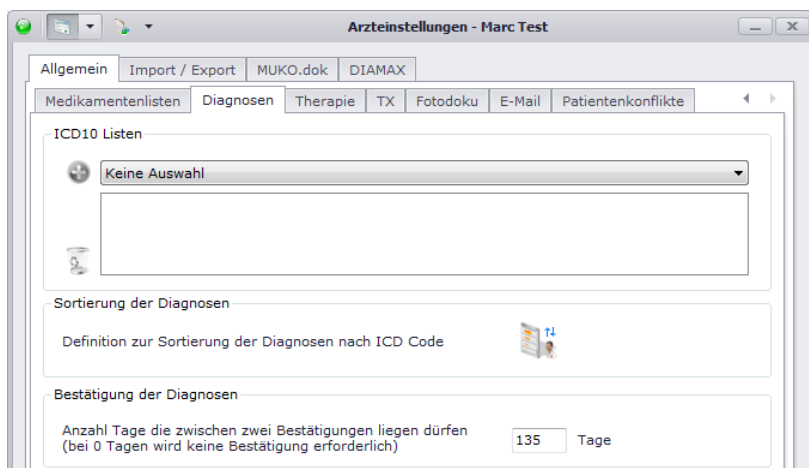 Arzteinstellungen - Marc Test
Allgemein Import / Export MUKO.dok DIAMAX
Medikamentenlisten Diagnosen Therapie TX Fotodoku E-Mail Patientenkonflikte
ICD10 Listen
Keine Auswahl
Sortierung der Diagnosen
Definition zur Sortierung der Diagnosen nach ICD Code
Bestätigung der Diagnosen
Anzahl Tage die zwischen zwei Bestätigungen liegen dürfen
(bei 0 Tagen wird keine Bestätigung erforderlich) 135 Tage